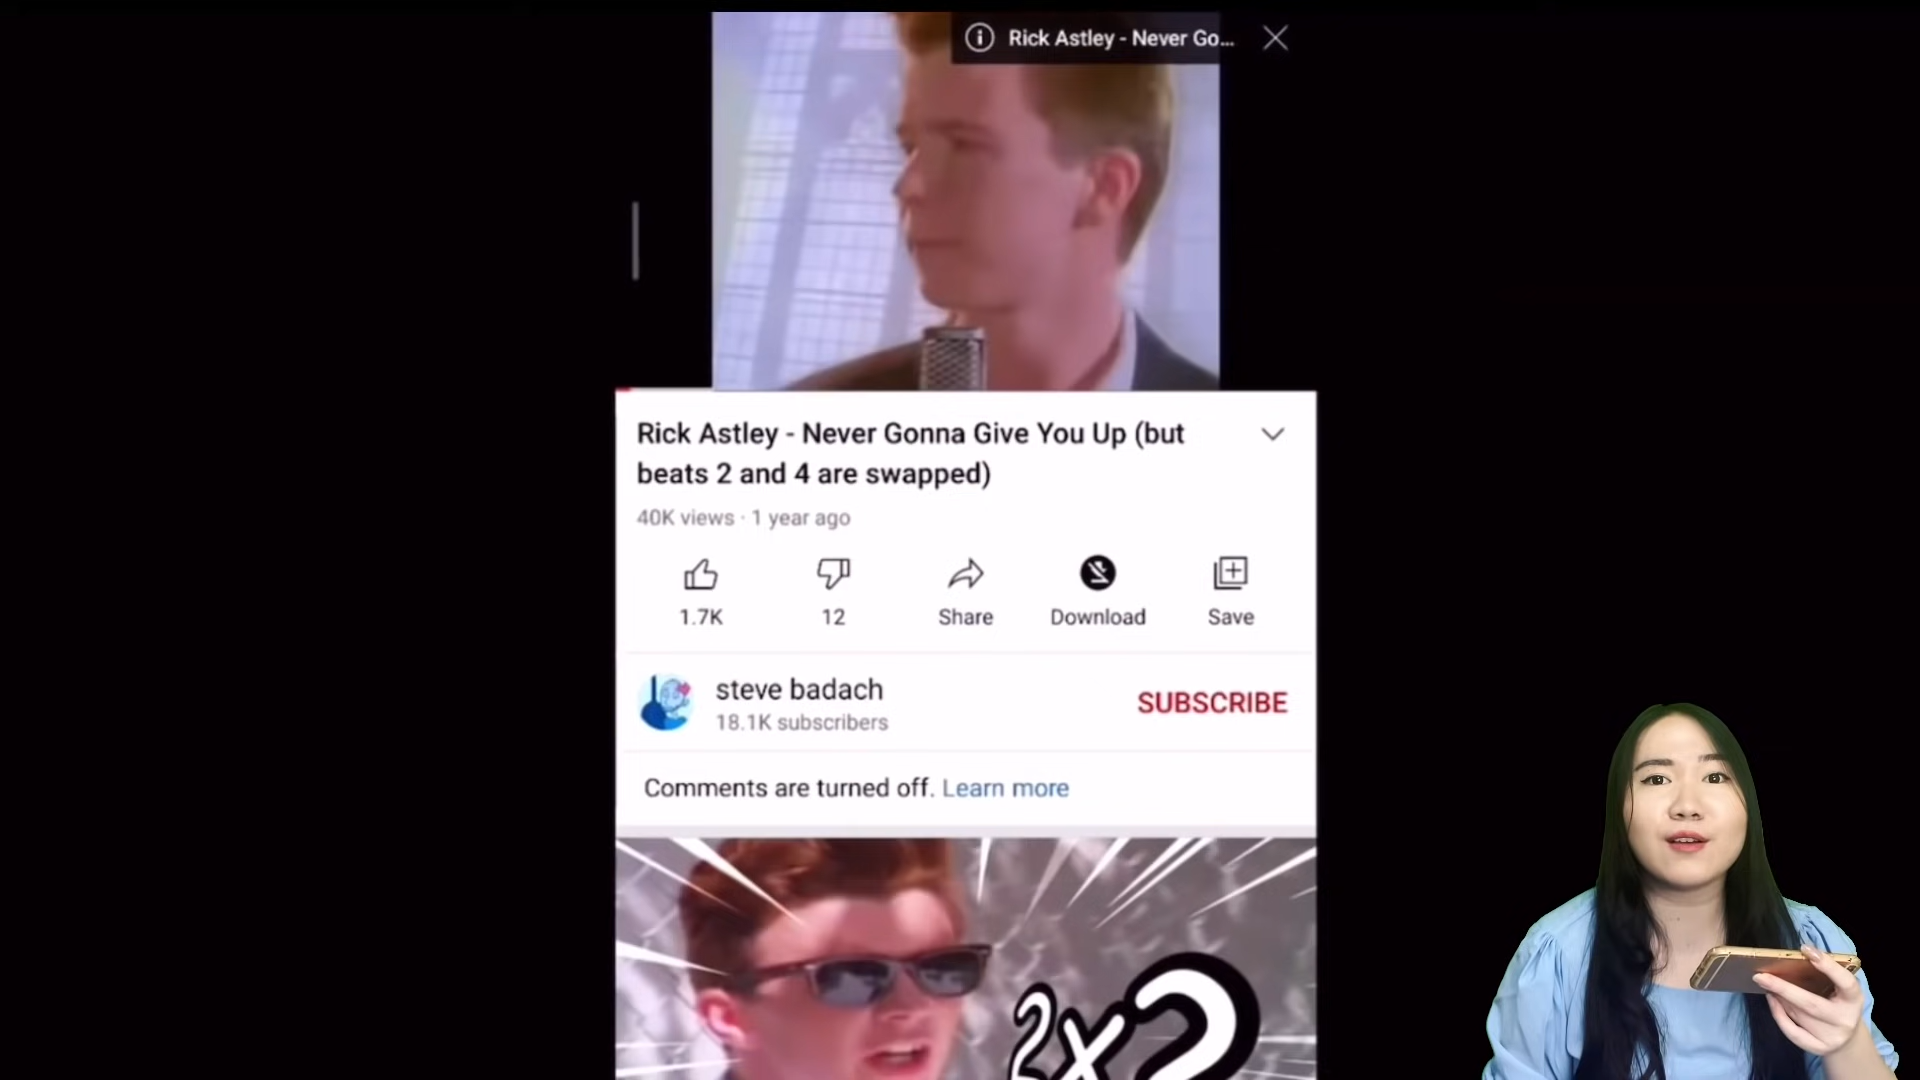 Rick Astley - Never Go...
Rick Astley - Never Gonna Give You Up (but
beats 2 and 4 are swapped)
40K views · 1 year ago
1.7K
12
Share
Download
Save
steve badach
18.1K subscribers
SUBSCRIBE
Comments are turned off. Learn more
2x2